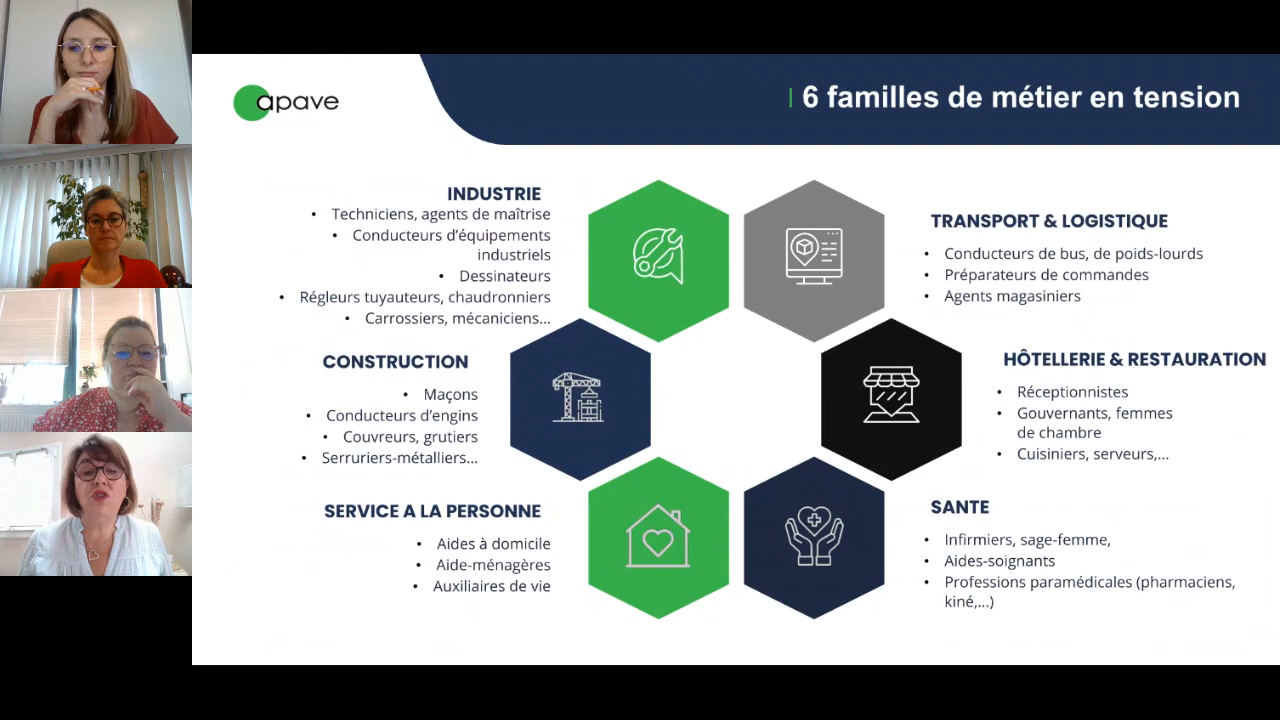 apave
6 familles de métier en tension
INDUSTRIE
• Techniciens, agents de maîtrise
• Conducteurs d'équipements
industriels
• Dessinateurs
• Régleurs tuyauteurs, chaudronniers
• Carrossiers, mécaniciens...
CONSTRUCTION
• Maçons
• Conducteurs d'engins
• Couvreurs, grutiers
• Serruriers-métalliers...
SERVICE A LA PERSONNE
• Aides à domicile
• Aide-ménagères
• Auxiliaires de vie
TRANSPORT & LOGISTIQUE
• Conducteurs de bus, de poids-lourds
• Préparateurs de commandes
• Agents magasiniers
HÔTELLERIE & RESTAURATION
• Réceptionnistes
• Gouvernants, femmes
de chambre
• Cuisiniers, serveurs,...
SANTE
• Infirmiers, sage-femme,
• Aides-soignants
• Professions paramédicales (pharmaciens,
kiné,...)